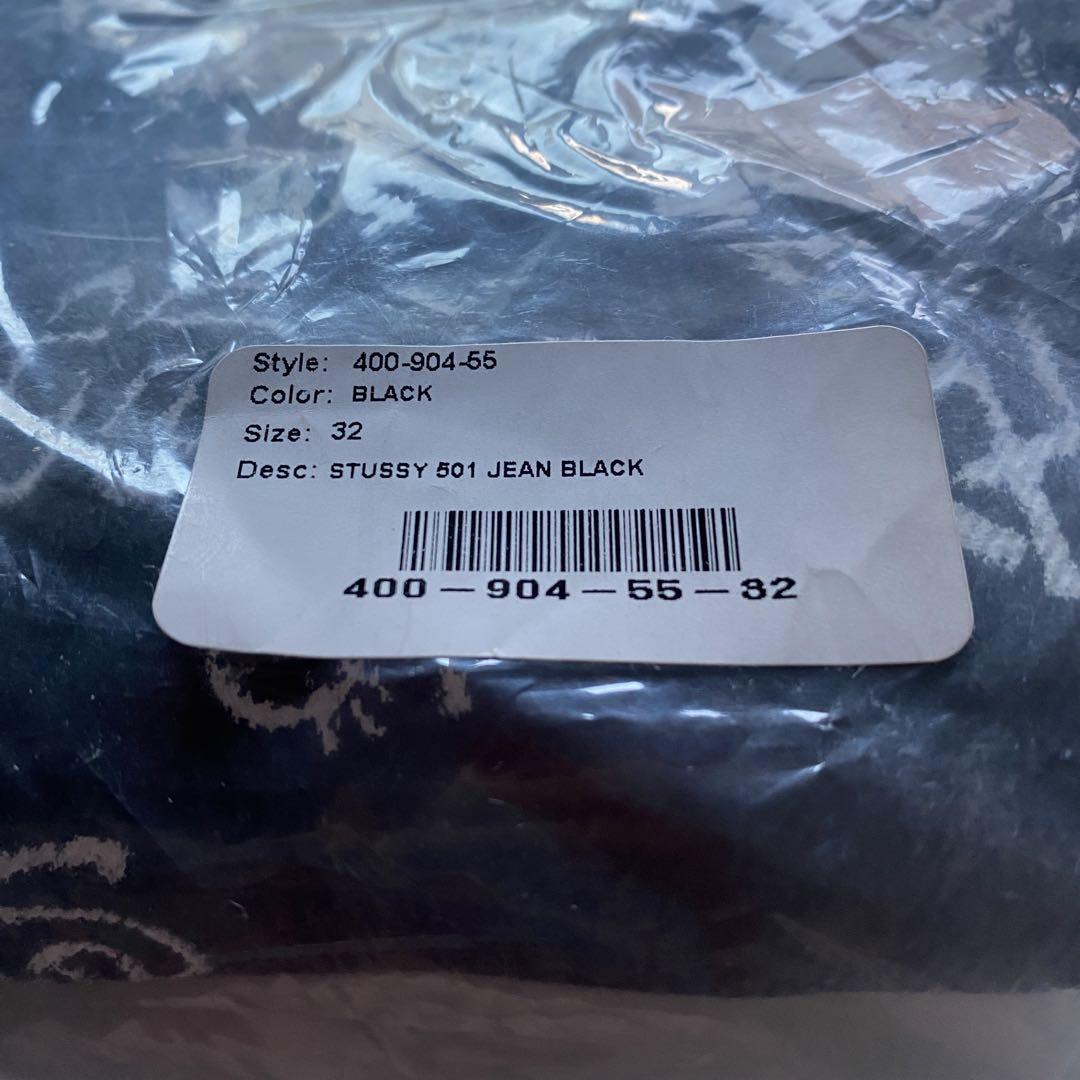 Style: 400-904-55
Color: BLACK
Size: 32
Desc: STUSSY 501 JEAN BLACK
400-904-55-32